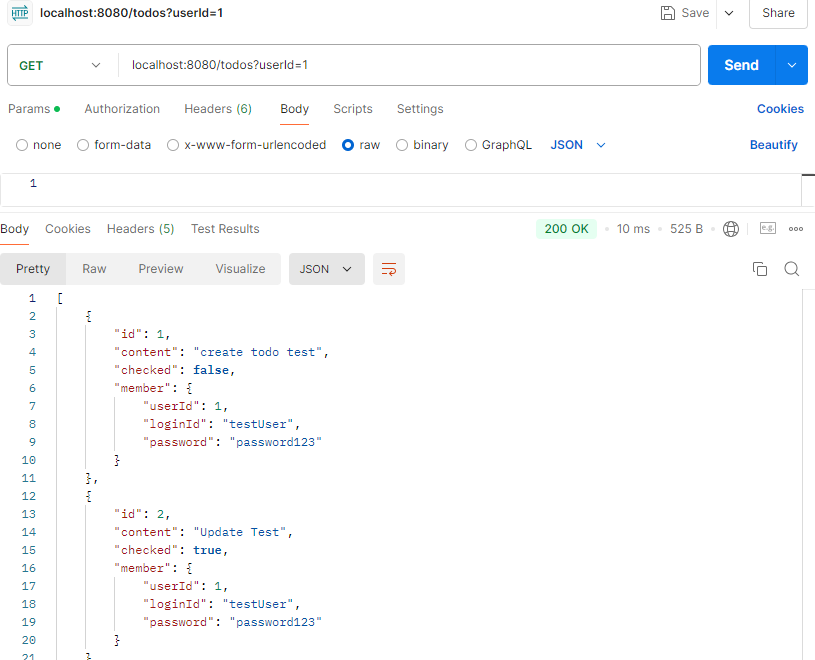 HTTP localhost:8080/todos?userId=1 Save Share
GET localhost:8080/todos?userId=1 Send
Params Authorization Headers (6) Body Scripts Settings Cookies
none form-data x-www-form-urlencoded raw binary GraphQL JSON Beautify
1
Body Cookies Headers (5) Test Results 200 OK 10 ms 525 B e.g.
Pretty Raw Preview Visualize JSON
1 [
2 {
3 "id": 1,
4 "content": "create todo test",
5 "checked": false,
6 "member": {
7 "userId": 1,
8 "loginId": "testUser",
9 "password": "password123"
10 }
11 },
12 {
13 "id": 2,
14 "content": "Update Test",
15 "checked": true,
16 "member": {
17 "userId": 1,
18 "loginId": "testUser",
19 "password": "password123"
20 }
21 }